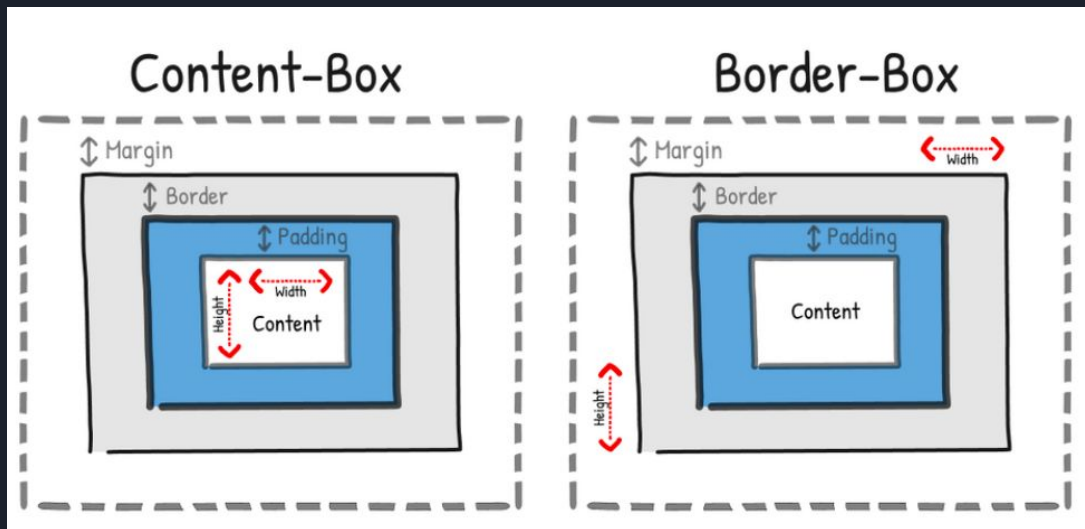 Content-Box
Margin
Border
Padding
Width
Height
Content
Border-Box
Margin
Width
Border
Padding
Content
Height